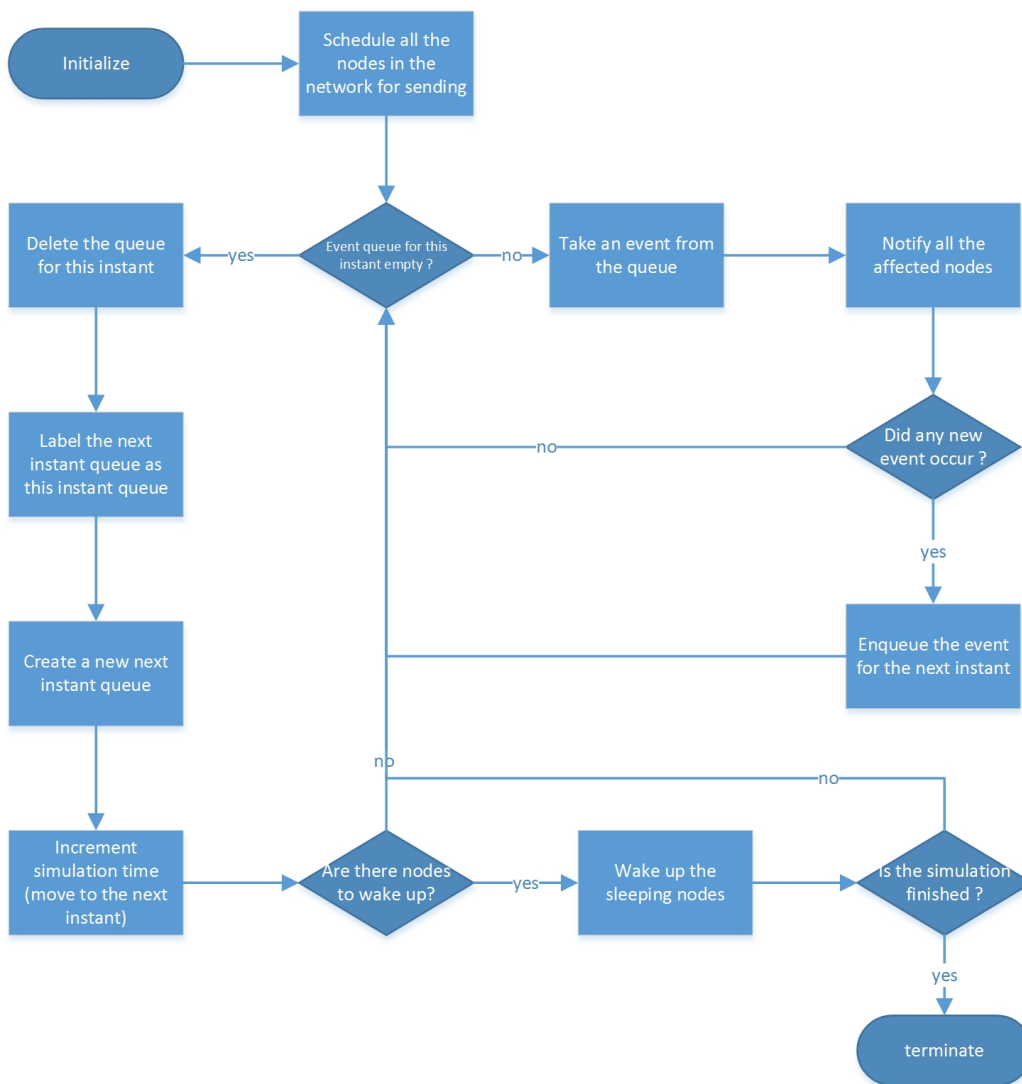 Initialize
Schedule all the
nodes in the
network for sending
Delete the queue
for this instant
yes
Event queue for this
instant empty ?
no
Take an event from
the queue
Notify all the
affected nodes
Label the next
instant queue as
this instant queue
no
Did any new
event occur ?
yes
Create a new next
instant queue
Enqueue the event
for the next instant
no
no
Increment
simulation time
(move to the next
instant)
Are there nodes
to wake up?
yes
Wake up the
sleeping nodes
Is the simulation
finished ?
yes
terminate